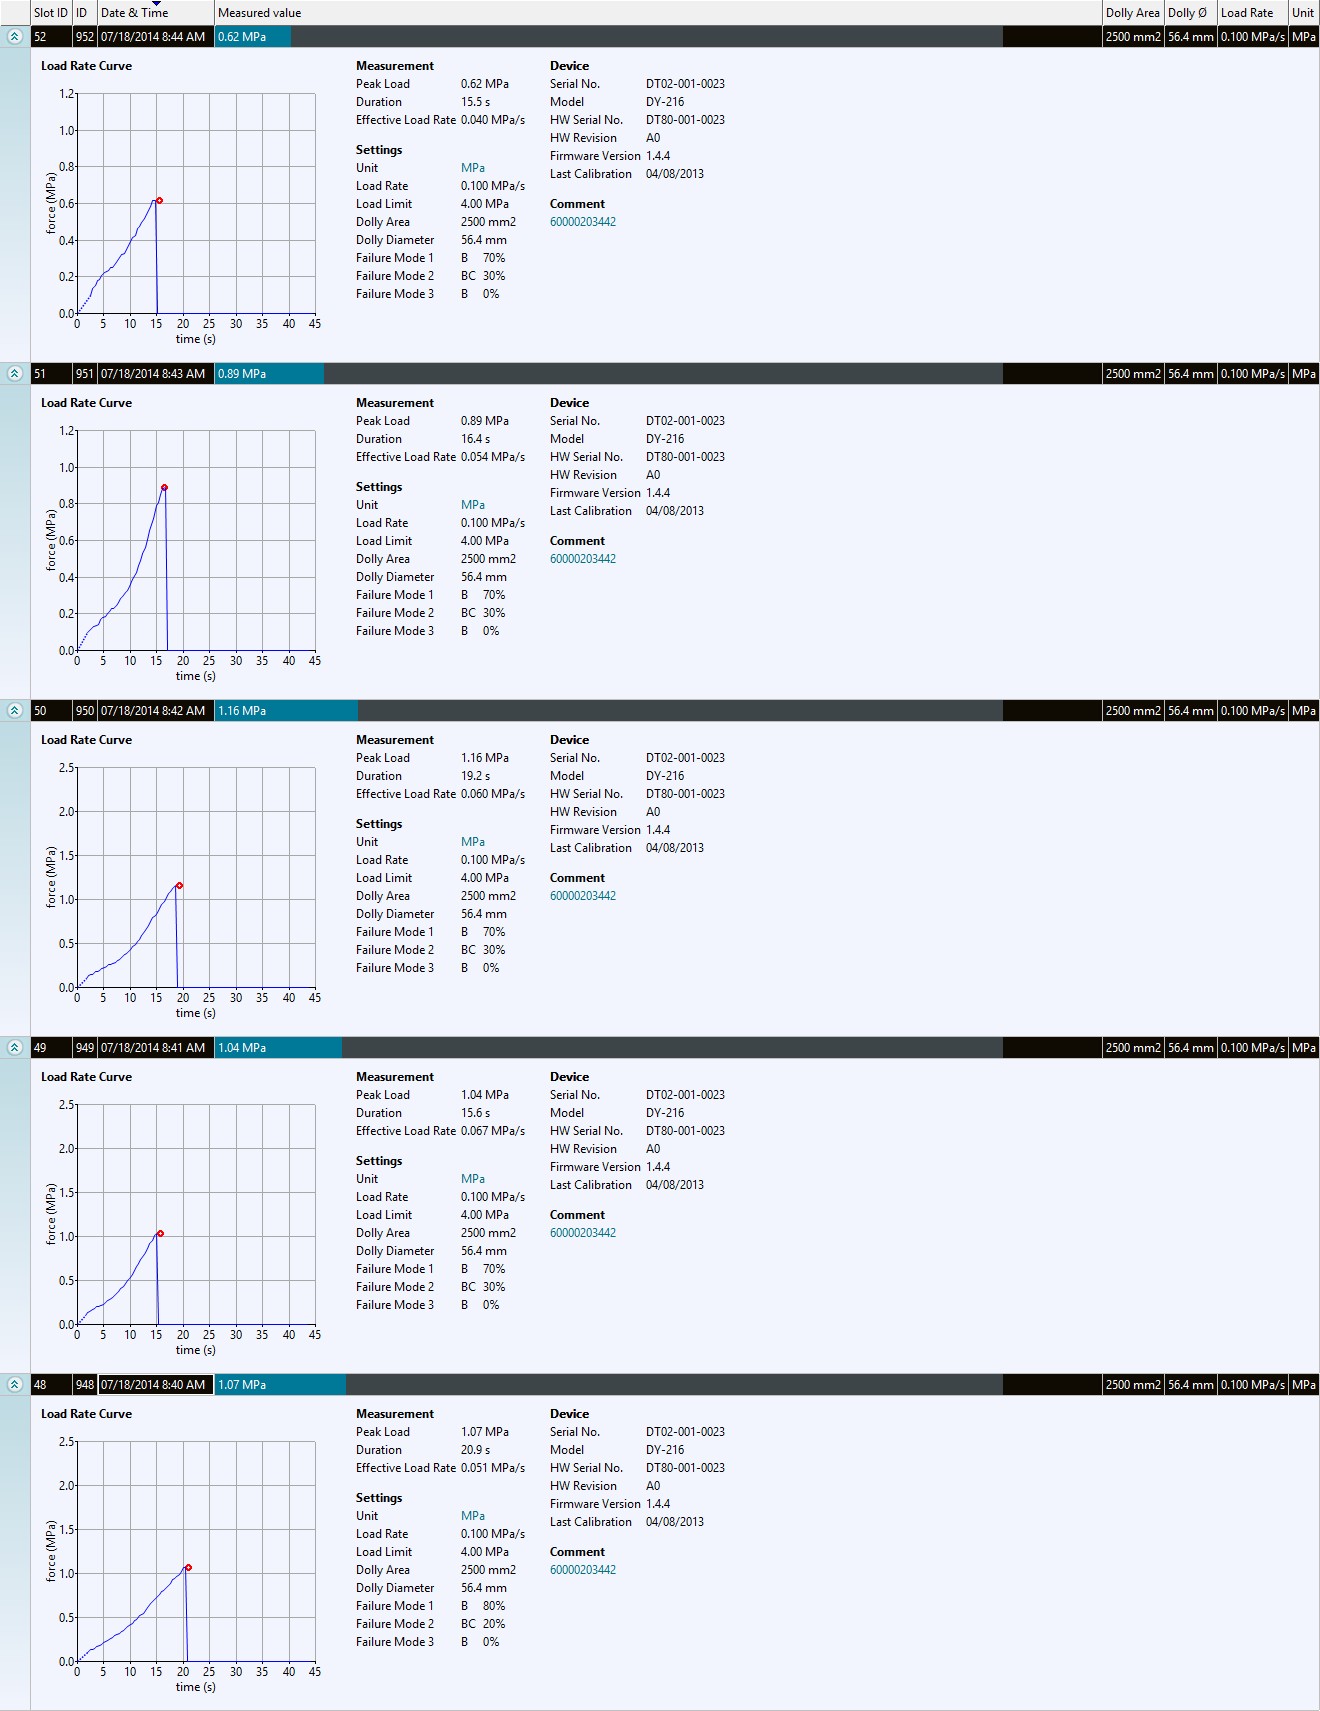 Slot ID ID Date & Time Measured value Dolly Area Dolly Ø Load Rate Unit
52 952 07/18/2014 8:44 AM 0.62 MPa 2500 mm2 56.4 mm 0.100 MPa/s MPa
Load Rate Curve
1.2
1.0
0.8
0.6
0.4
0.2
0.0
force (MPa)
0 5 10 15 20 25 30 35 40 45
time (s)
Measurement
Peak Load 0.62 MPa
Duration 15.5 s
Effective Load Rate 0.040 MPa/s
Settings
Unit MPa
Load Rate 0.100 MPa/s
Load Limit 4.00 MPa
Dolly Area 2500 mm2
Dolly Diameter 56.4 mm
Failure Mode 1 B 70%
Failure Mode 2 BC 30%
Failure Mode 3 B 0%
Device
Serial No. DT02-001-0023
Model DY-216
HW Serial No. DT80-001-0023
HW Revision A0
Firmware Version 1.4.4
Last Calibration 04/08/2013
Comment
60000203442
51 951 07/18/2014 8:43 AM 0.89 MPa 2500 mm2 56.4 mm 0.100 MPa/s MPa
Load Rate Curve
1.2
1.0
0.8
0.6
0.4
0.2
0.0
force (MPa)
0 5 10 15 20 25 30 35 40 45
time (s)
Measurement
Peak Load 0.89 MPa
Duration 16.4 s
Effective Load Rate 0.054 MPa/s
Settings
Unit MPa
Load Rate 0.100 MPa/s
Load Limit 4.00 MPa
Dolly Area 2500 mm2
Dolly Diameter 56.4 mm
Failure Mode 1 B 70%
Failure Mode 2 BC 30%
Failure Mode 3 B 0%
Device
Serial No. DT02-001-0023
Model DY-216
HW Serial No. DT80-001-0023
HW Revision A0
Firmware Version 1.4.4
Last Calibration 04/08/2013
Comment
60000203442
50 950 07/18/2014 8:42 AM 1.16 MPa 2500 mm2 56.4 mm 0.100 MPa/s MPa
Load Rate Curve
2.5
2.0
1.5
1.0
0.5
0.0
force (MPa)
0 5 10 15 20 25 30 35 40 45
time (s)
Measurement
Peak Load 1.16 MPa
Duration 19.2 s
Effective Load Rate 0.060 MPa/s
Settings
Unit MPa
Load Rate 0.100 MPa/s
Load Limit 4.00 MPa
Dolly Area 2500 mm2
Dolly Diameter 56.4 mm
Failure Mode 1 B 70%
Failure Mode 2 BC 30%
Failure Mode 3 B 0%
Device
Serial No. DT02-001-0023
Model DY-216
HW Serial No. DT80-001-0023
HW Revision A0
Firmware Version 1.4.4
Last Calibration 04/08/2013
Comment
60000203442
49 949 07/18/2014 8:41 AM 1.04 MPa 2500 mm2 56.4 mm 0.100 MPa/s MPa
Load Rate Curve
2.5
2.0
1.5
1.0
0.5
0.0
force (MPa)
0 5 10 15 20 25 30 35 40 45
time (s)
Measurement
Peak Load 1.04 MPa
Duration 15.6 s
Effective Load Rate 0.067 MPa/s
Settings
Unit MPa
Load Rate 0.100 MPa/s
Load Limit 4.00 MPa
Dolly Area 2500 mm2
Dolly Diameter 56.4 mm
Failure Mode 1 B 70%
Failure Mode 2 BC 30%
Failure Mode 3 B 0%
Device
Serial No. DT02-001-0023
Model DY-216
HW Serial No. DT80-001-0023
HW Revision A0
Firmware Version 1.4.4
Last Calibration 04/08/2013
Comment
60000203442
48 948 07/18/2014 8:40 AM 1.07 MPa 2500 mm2 56.4 mm 0.100 MPa/s MPa
Load Rate Curve
2.5
2.0
1.5
1.0
0.5
0.0
force (MPa)
0 5 10 15 20 25 30 35 40 45
time (s)
Measurement
Peak Load 1.07 MPa
Duration 20.9 s
Effective Load Rate 0.051 MPa/s
Settings
Unit MPa
Load Rate 0.100 MPa/s
Load Limit 4.00 MPa
Dolly Area 2500 mm2
Dolly Diameter 56.4 mm
Failure Mode 1 B 80%
Failure Mode 2 BC 20%
Failure Mode 3 B 0%
Device
Serial No. DT02-001-0023
Model DY-216
HW Serial No. DT80-001-0023
HW Revision A0
Firmware Version 1.4.4
Last Calibration 04/08/2013
Comment
60000203442